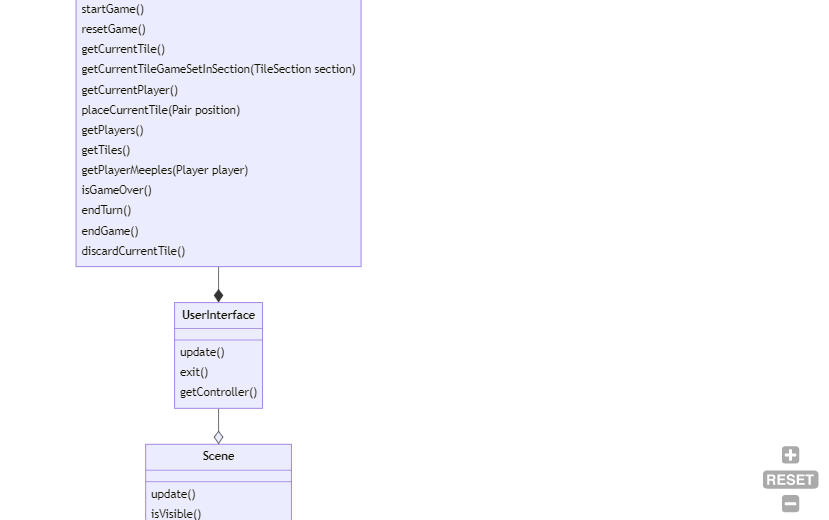 startGame()
resetGame()
getCurrentTile()
getCurrentTileGameSetInSection(TileSection section)
getCurrentPlayer()
placeCurrentTile(Pair position)
getPlayers()
getTiles()
getPlayerMeeples(Player player)
isGameOver()
endTurn()
endGame()
discardCurrentTile()
UserInterface
update()
exit()
getController()
Scene
update()
isVisible()
RESET